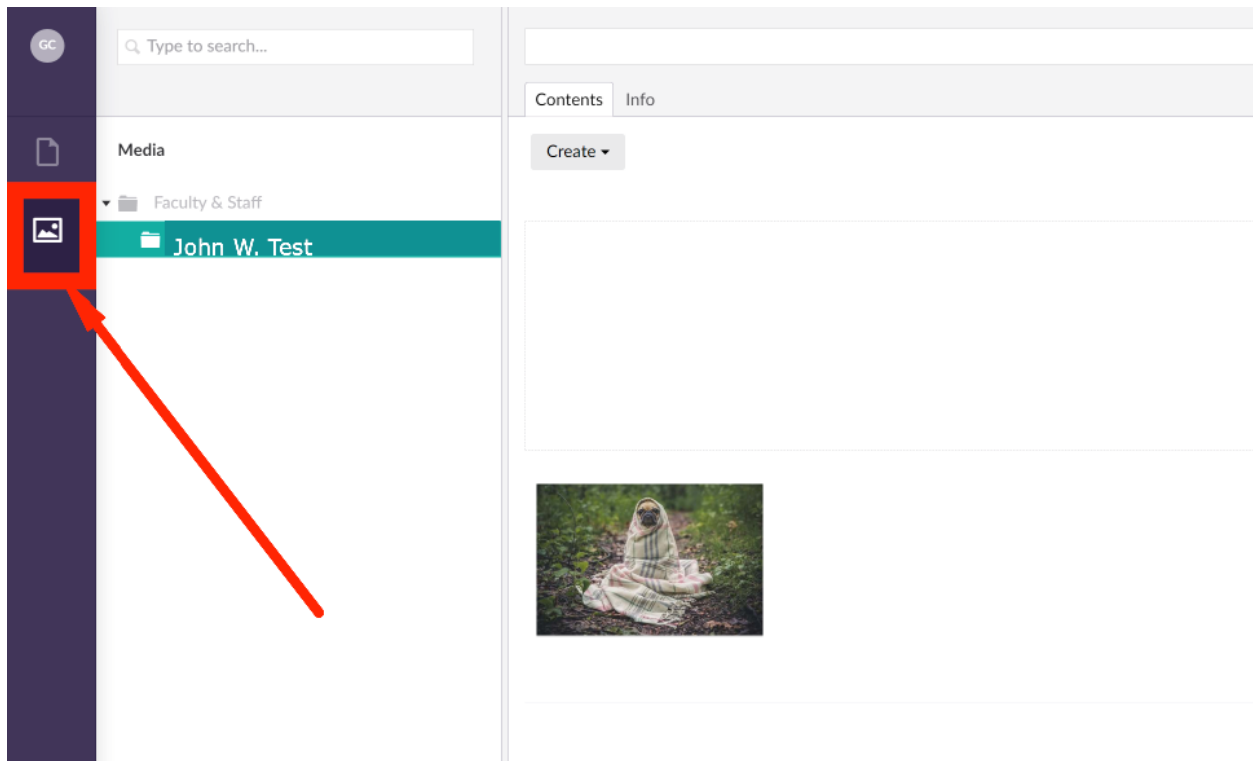 GC
Type to search...
Contents Info
Media
Create
Faculty & Staff
John W. Test